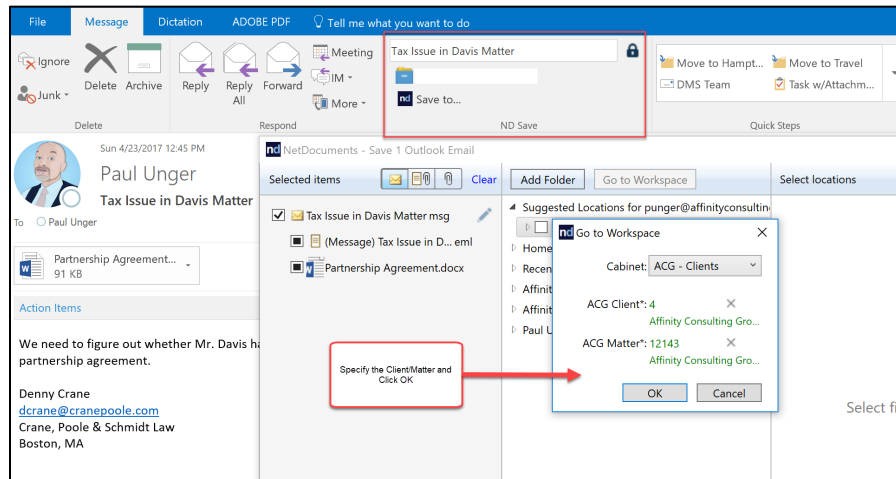 File Message Dictation ADOBE PDF Tell me what you want to do
Ignore
Junk
Delete Archive
Delete
Reply
Reply All
Forward
Meeting
IM
More
Respond
Tax Issue in Davis Matter
nd Save to...
ND Save
Move to Hampt... Move to Travel
DMS Team Task w/Attachm...
Quick Steps
Sun 4/23/2017 12:45 PM
Paul Unger
Tax Issue in Davis Matter
To Paul Unger
Partnership Agreement...
91 KB
Action Items
We need to figure out whether Mr. Davis ha
partnership agreement.
Denny Crane
dcrane@cranepoole.com
Crane, Poole & Schmidt Law
Boston, MA
nd NetDocuments - Save 1 Outlook Email
Selected items Clear
Tax Issue in Davis Matter msg
(Message) Tax Issue in D... eml
Partnership Agreement.docx
Specify the Client/Matter and
Click OK
Add Folder Go to Workspace
Suggested Locations for punger@affinityconsultin
Home
Recen
Affinit
Affinit
Paul U
nd Go to Workspace
Cabinet: ACG - Clients
ACG Client*: 4
Affinity Consulting Gro...
ACG Matter*: 12143
Affinity Consulting Gro...
OK Cancel
Select locations
Select fi